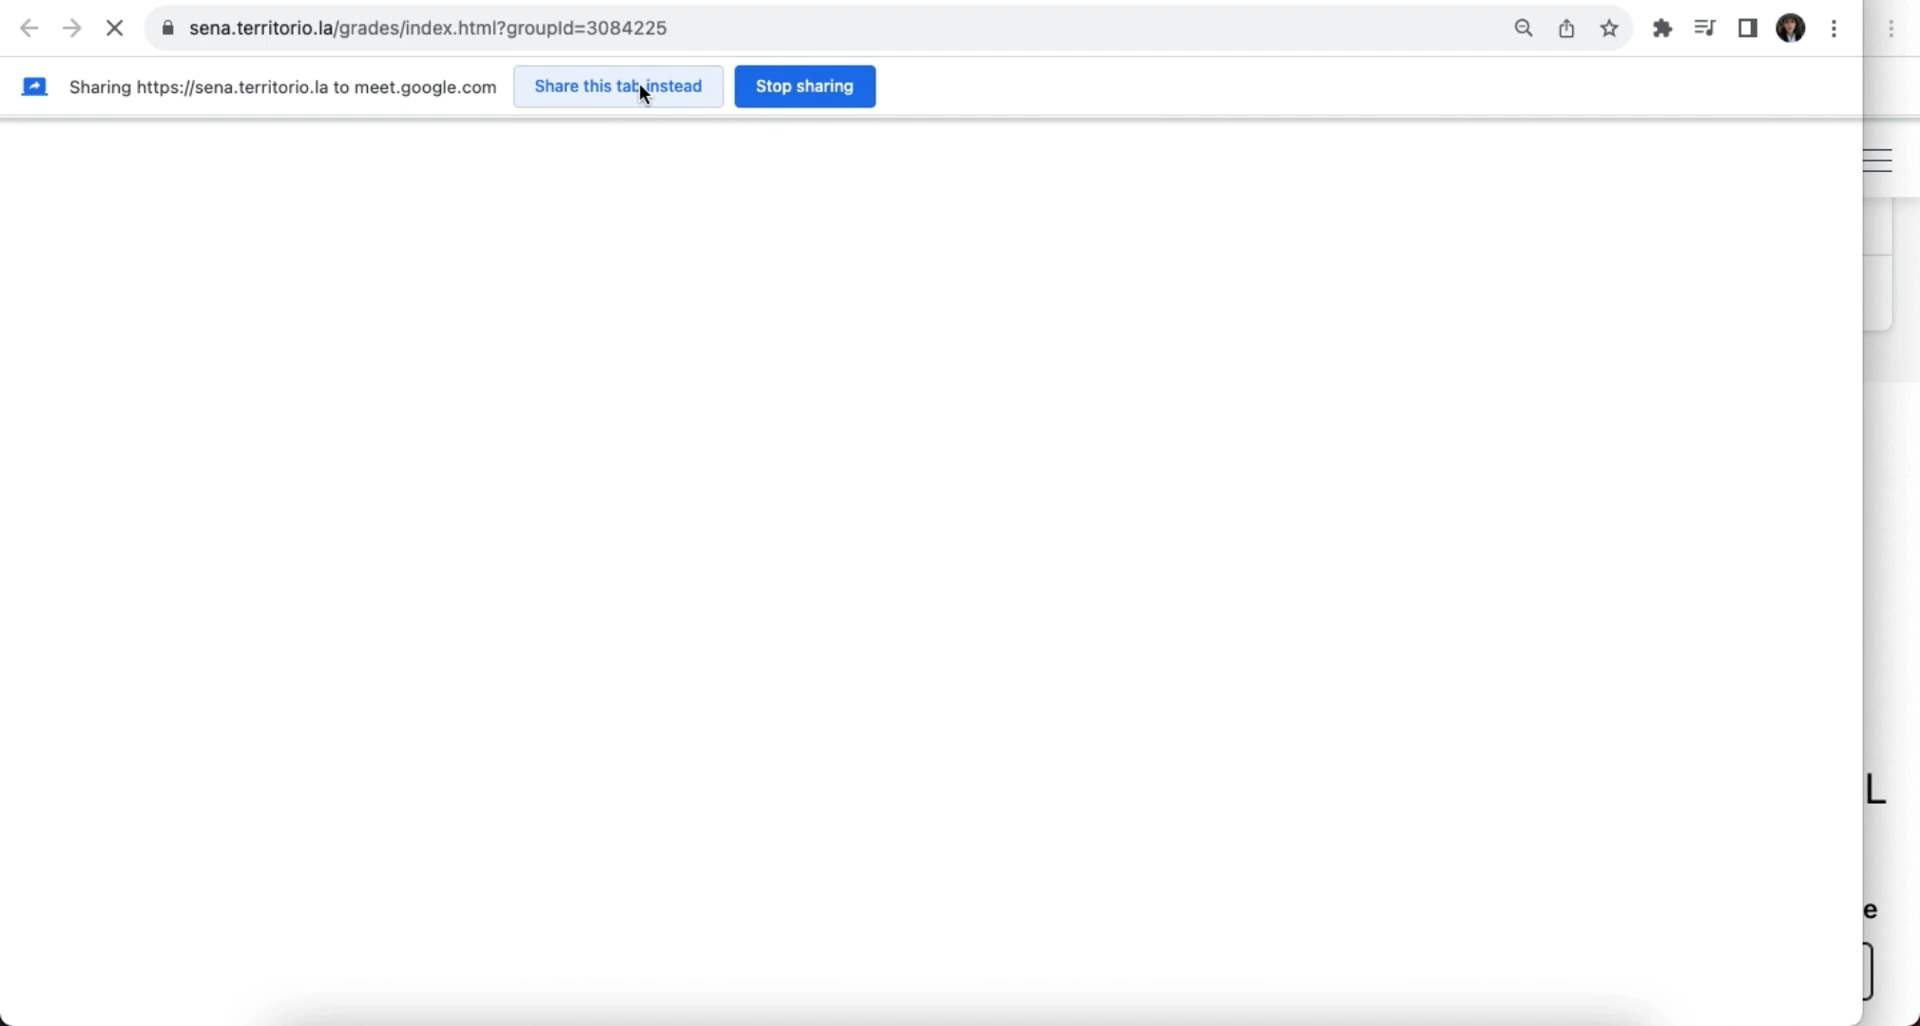 sena.territorio.la/grades/index.html?groupId=3084225
Sharing https://sena.territorio.la to meet.google.com
Share this tab instead
Stop sharing
L
e